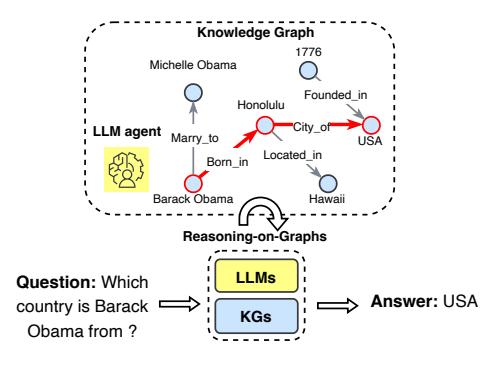 Knowledge Graph
1776
Michelle Obama
Founded_in
Honolulu
City_of
USA
LLM agent
Marry_to
Born_in
Located_in
Barack Obama
Hawaii
Reasoning-on-Graphs
Question: Which
country is Barack
Obama from ?
LLMs
KGs
Answer: USA